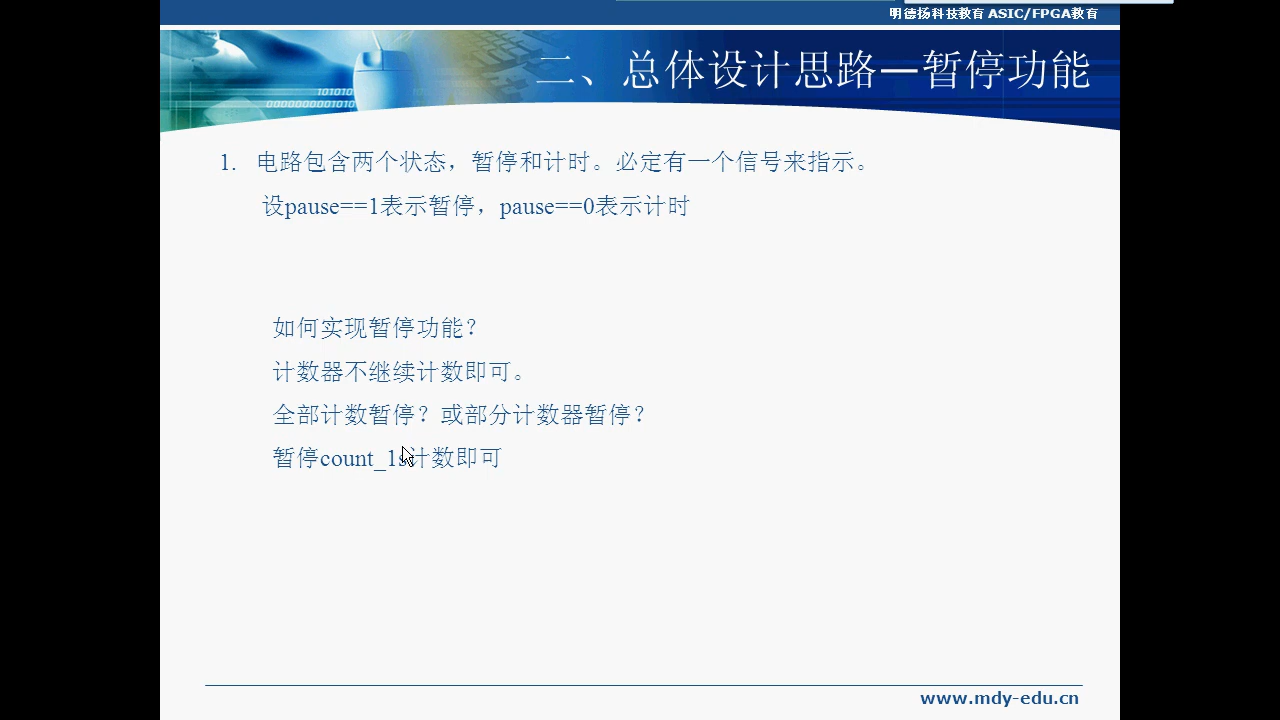 明德扬科技教育 ASIC/FPGA教育
二、总体设计思路—暂停功能
101010
0000000001010
1. 电路包含两个状态，暂停和计时。必定有一个信号来指示。
设pause==1表示暂停，pause==0表示计时
如何实现暂停功能？
计数器不继续计数即可。
全部计数暂停？或部分计数器暂停？
暂停count_1s计数即可
www.mdy-edu.cn